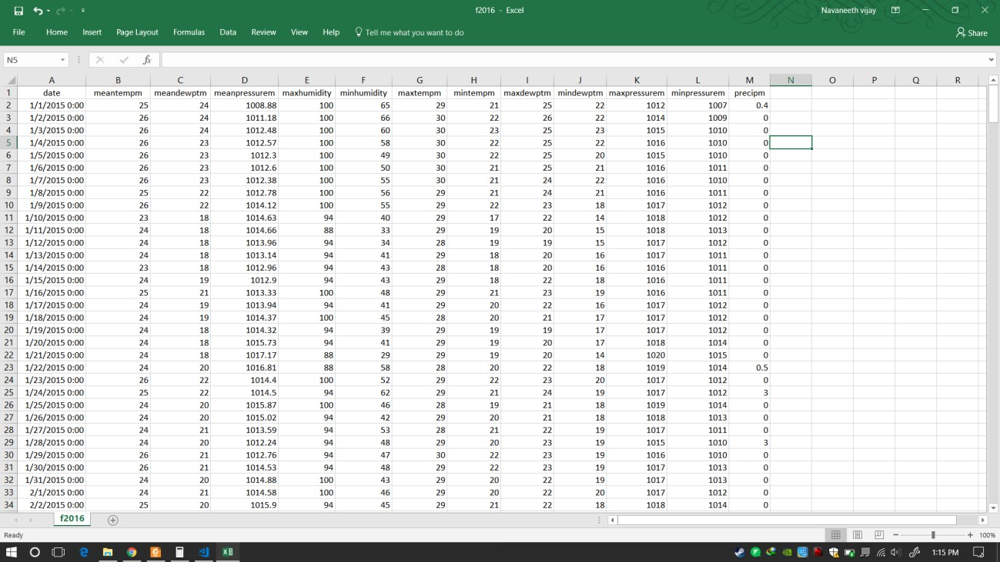 f2016 - Excel
Navaneeth vijay
File Home Insert Page Layout Formulas Data Review View Help Tell me what you want to do Share
N5 fx
A B C D E F G H I J K L M N O P Q R
1 date meantempm meandewptm meanpressurem maxhumidity minhumidity maxtempm mintempm maxdewptm mindewptm maxpressurem minpressurem precipm
2 1/1/2015 0:00 25 24 1008.88 100 65 29 21 25 22 1012 1007 0.4
3 1/2/2015 0:00 26 24 1011.18 100 66 30 22 26 22 1014 1009 0
4 1/3/2015 0:00 26 24 1012.48 100 60 30 23 25 23 1015 1010 0
5 1/4/2015 0:00 26 23 1012.57 100 58 30 22 25 22 1016 1010 0
6 1/5/2015 0:00 26 23 1012.3 100 49 30 22 25 20 1015 1010 0
7 1/6/2015 0:00 26 23 1012.6 100 50 30 21 25 21 1016 1011 0
8 1/7/2015 0:00 26 23 1012.38 100 55 30 21 24 22 1016 1010 0
9 1/8/2015 0:00 25 22 1012.78 100 56 29 21 24 21 1016 1011 0
10 1/9/2015 0:00 26 22 1014.12 100 55 29 22 23 18 1017 1012 0
11 1/10/2015 0:00 23 18 1014.63 94 40 29 17 22 14 1018 1012 0
12 1/11/2015 0:00 24 18 1014.66 88 33 29 19 20 15 1018 1013 0
13 1/12/2015 0:00 24 18 1013.96 94 34 28 19 19 15 1017 1012 0
14 1/13/2015 0:00 24 18 1013.14 94 41 29 18 20 16 1017 1011 0
15 1/14/2015 0:00 23 18 1012.96 94 43 28 18 20 16 1016 1011 0
16 1/15/2015 0:00 24 19 1012.9 94 43 29 18 22 18 1016 1011 0
17 1/16/2015 0:00 25 21 1013.33 100 48 29 21 23 19 1016 1011 0
18 1/17/2015 0:00 24 19 1013.94 94 41 29 20 22 16 1017 1012 0
19 1/18/2015 0:00 24 19 1014.37 100 45 28 20 21 17 1017 1012 0
20 1/19/2015 0:00 24 18 1014.32 94 39 29 19 19 17 1017 1012 0
21 1/20/2015 0:00 24 18 1015.73 94 41 29 19 20 17 1018 1014 0
22 1/21/2015 0:00 24 18 1017.17 88 29 29 19 20 14 1020 1015 0
23 1/22/2015 0:00 24 20 1016.81 88 58 28 20 22 18 1019 1014 0.5
24 1/23/2015 0:00 26 22 1014.4 100 52 29 22 23 20 1017 1012 0
25 1/24/2015 0:00 25 22 1014.5 94 62 29 21 24 19 1017 1012 3
26 1/25/2015 0:00 24 20 1015.87 100 46 28 19 21 18 1019 1014 0
27 1/26/2015 0:00 24 20 1015.02 94 42 29 20 21 18 1018 1013 0
28 1/27/2015 0:00 24 21 1013.59 94 53 28 21 22 19 1017 1011 0
29 1/28/2015 0:00 24 20 1012.24 94 48 29 20 23 19 1015 1010 3
30 1/29/2015 0:00 26 21 1012.76 94 47 30 22 23 19 1016 1010 0
31 1/30/2015 0:00 26 21 1014.53 94 48 29 22 23 19 1017 1013 0
32 1/31/2015 0:00 24 20 1014.88 100 43 29 20 22 19 1017 1013 0
33 2/1/2015 0:00 24 21 1014.58 100 46 29 20 22 20 1017 1012 0
34 2/2/2015 0:00 25 20 1015.9 94 45 29 21 22 18 1018 1014 0
f2016
Ready 100%
1:15 PM